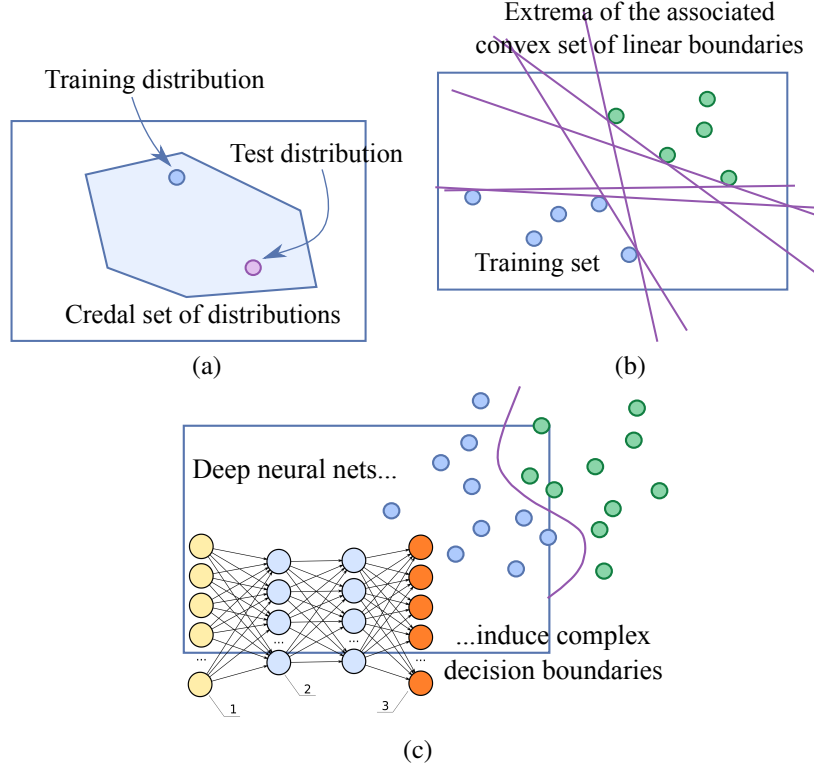 Training distribution
Test distribution
Credal set of distributions
(a)
Extrema of the associated
convex set of linear boundaries
Training set
(b)
Deep neural nets...
...
...
...
...
1
2
3
...induce complex
decision boundaries
(c)